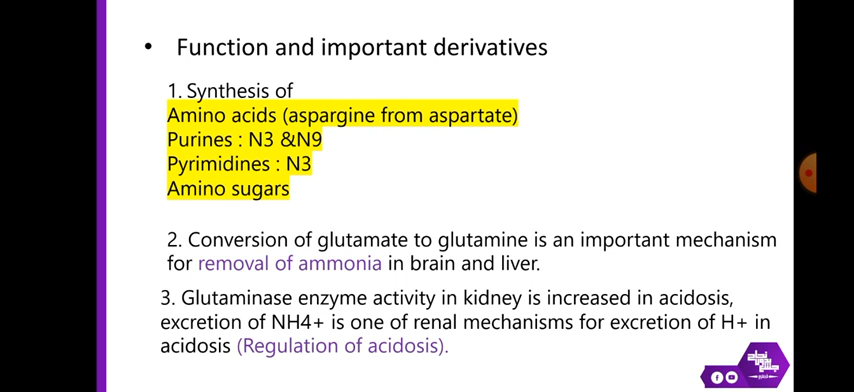 • Function and important derivatives
1. Synthesis of
Amino acids (aspargine from aspartate)
Purines : N3 &N9
Pyrimidines : N3
Amino sugars
2. Conversion of glutamate to glutamine is an important mechanism
for removal of ammonia in brain and liver.
3. Glutaminase enzyme activity in kidney is increased in acidosis,
excretion of NH4+ is one of renal mechanisms for excretion of H+ in
acidosis (Regulation of acidosis).